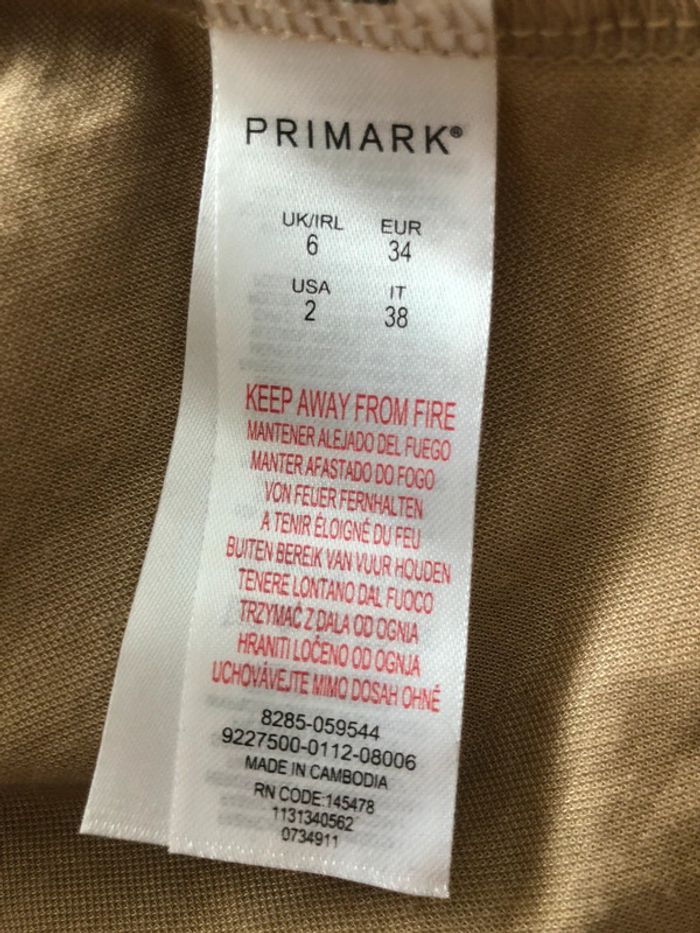 PRIMARK®
UK/IRL EUR
6 34
USA IT
2 38
KEEP AWAY FROM FIRE
MANTENER ALEJADO DEL FUEGO
MANTER AFASTADO DO FOGO
VON FEUER FERNHALTEN
A TENIR ÉLOIGNÉ DU FEU
BUITEN BEREIK VAN VUUR HOUDEN
TENERE LONTANO DAL FUOCO
TRZYMAĆ Z DALA OD OGNIA
HRANITI LOČENO OD OGNJA
UCHOVÁVEJTE MIMO DOSAH OHNĚ
8285-059544
9227500-0112-08006
MADE IN CAMBODIA
RN CODE:145478
1131340562
0734911